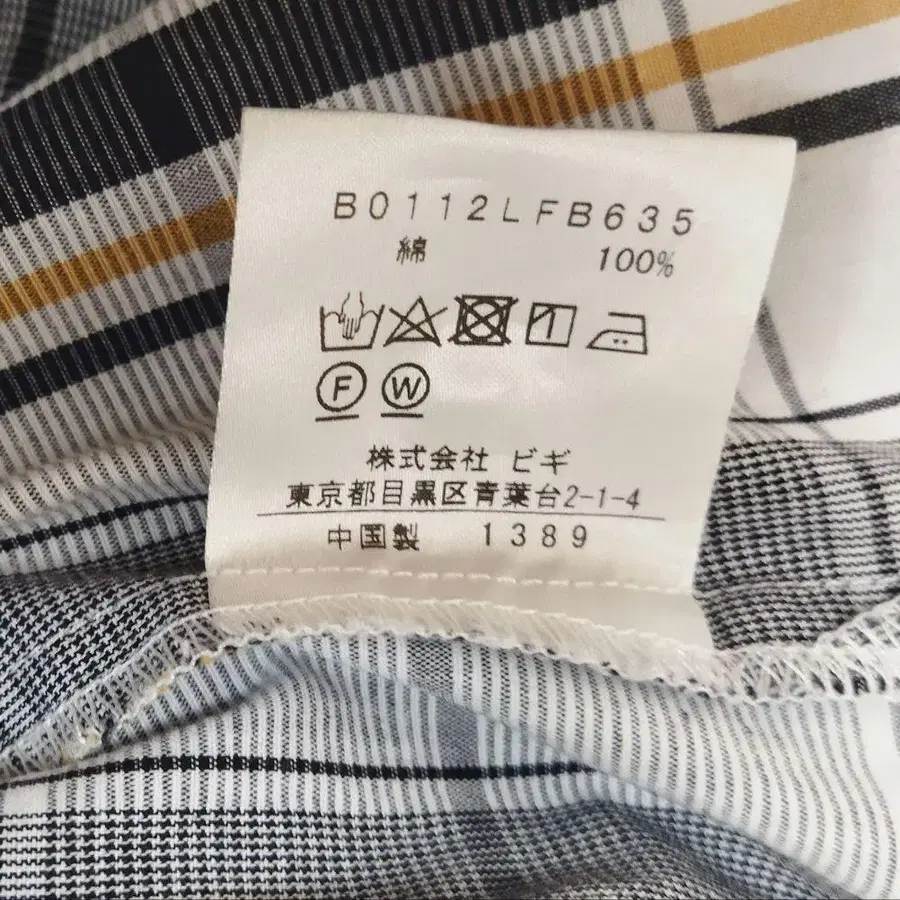 B0112LFB635
綿 100%
F W
株式会社 ビギ
東京都目黒区青葉台2-1-4
中国製 1389